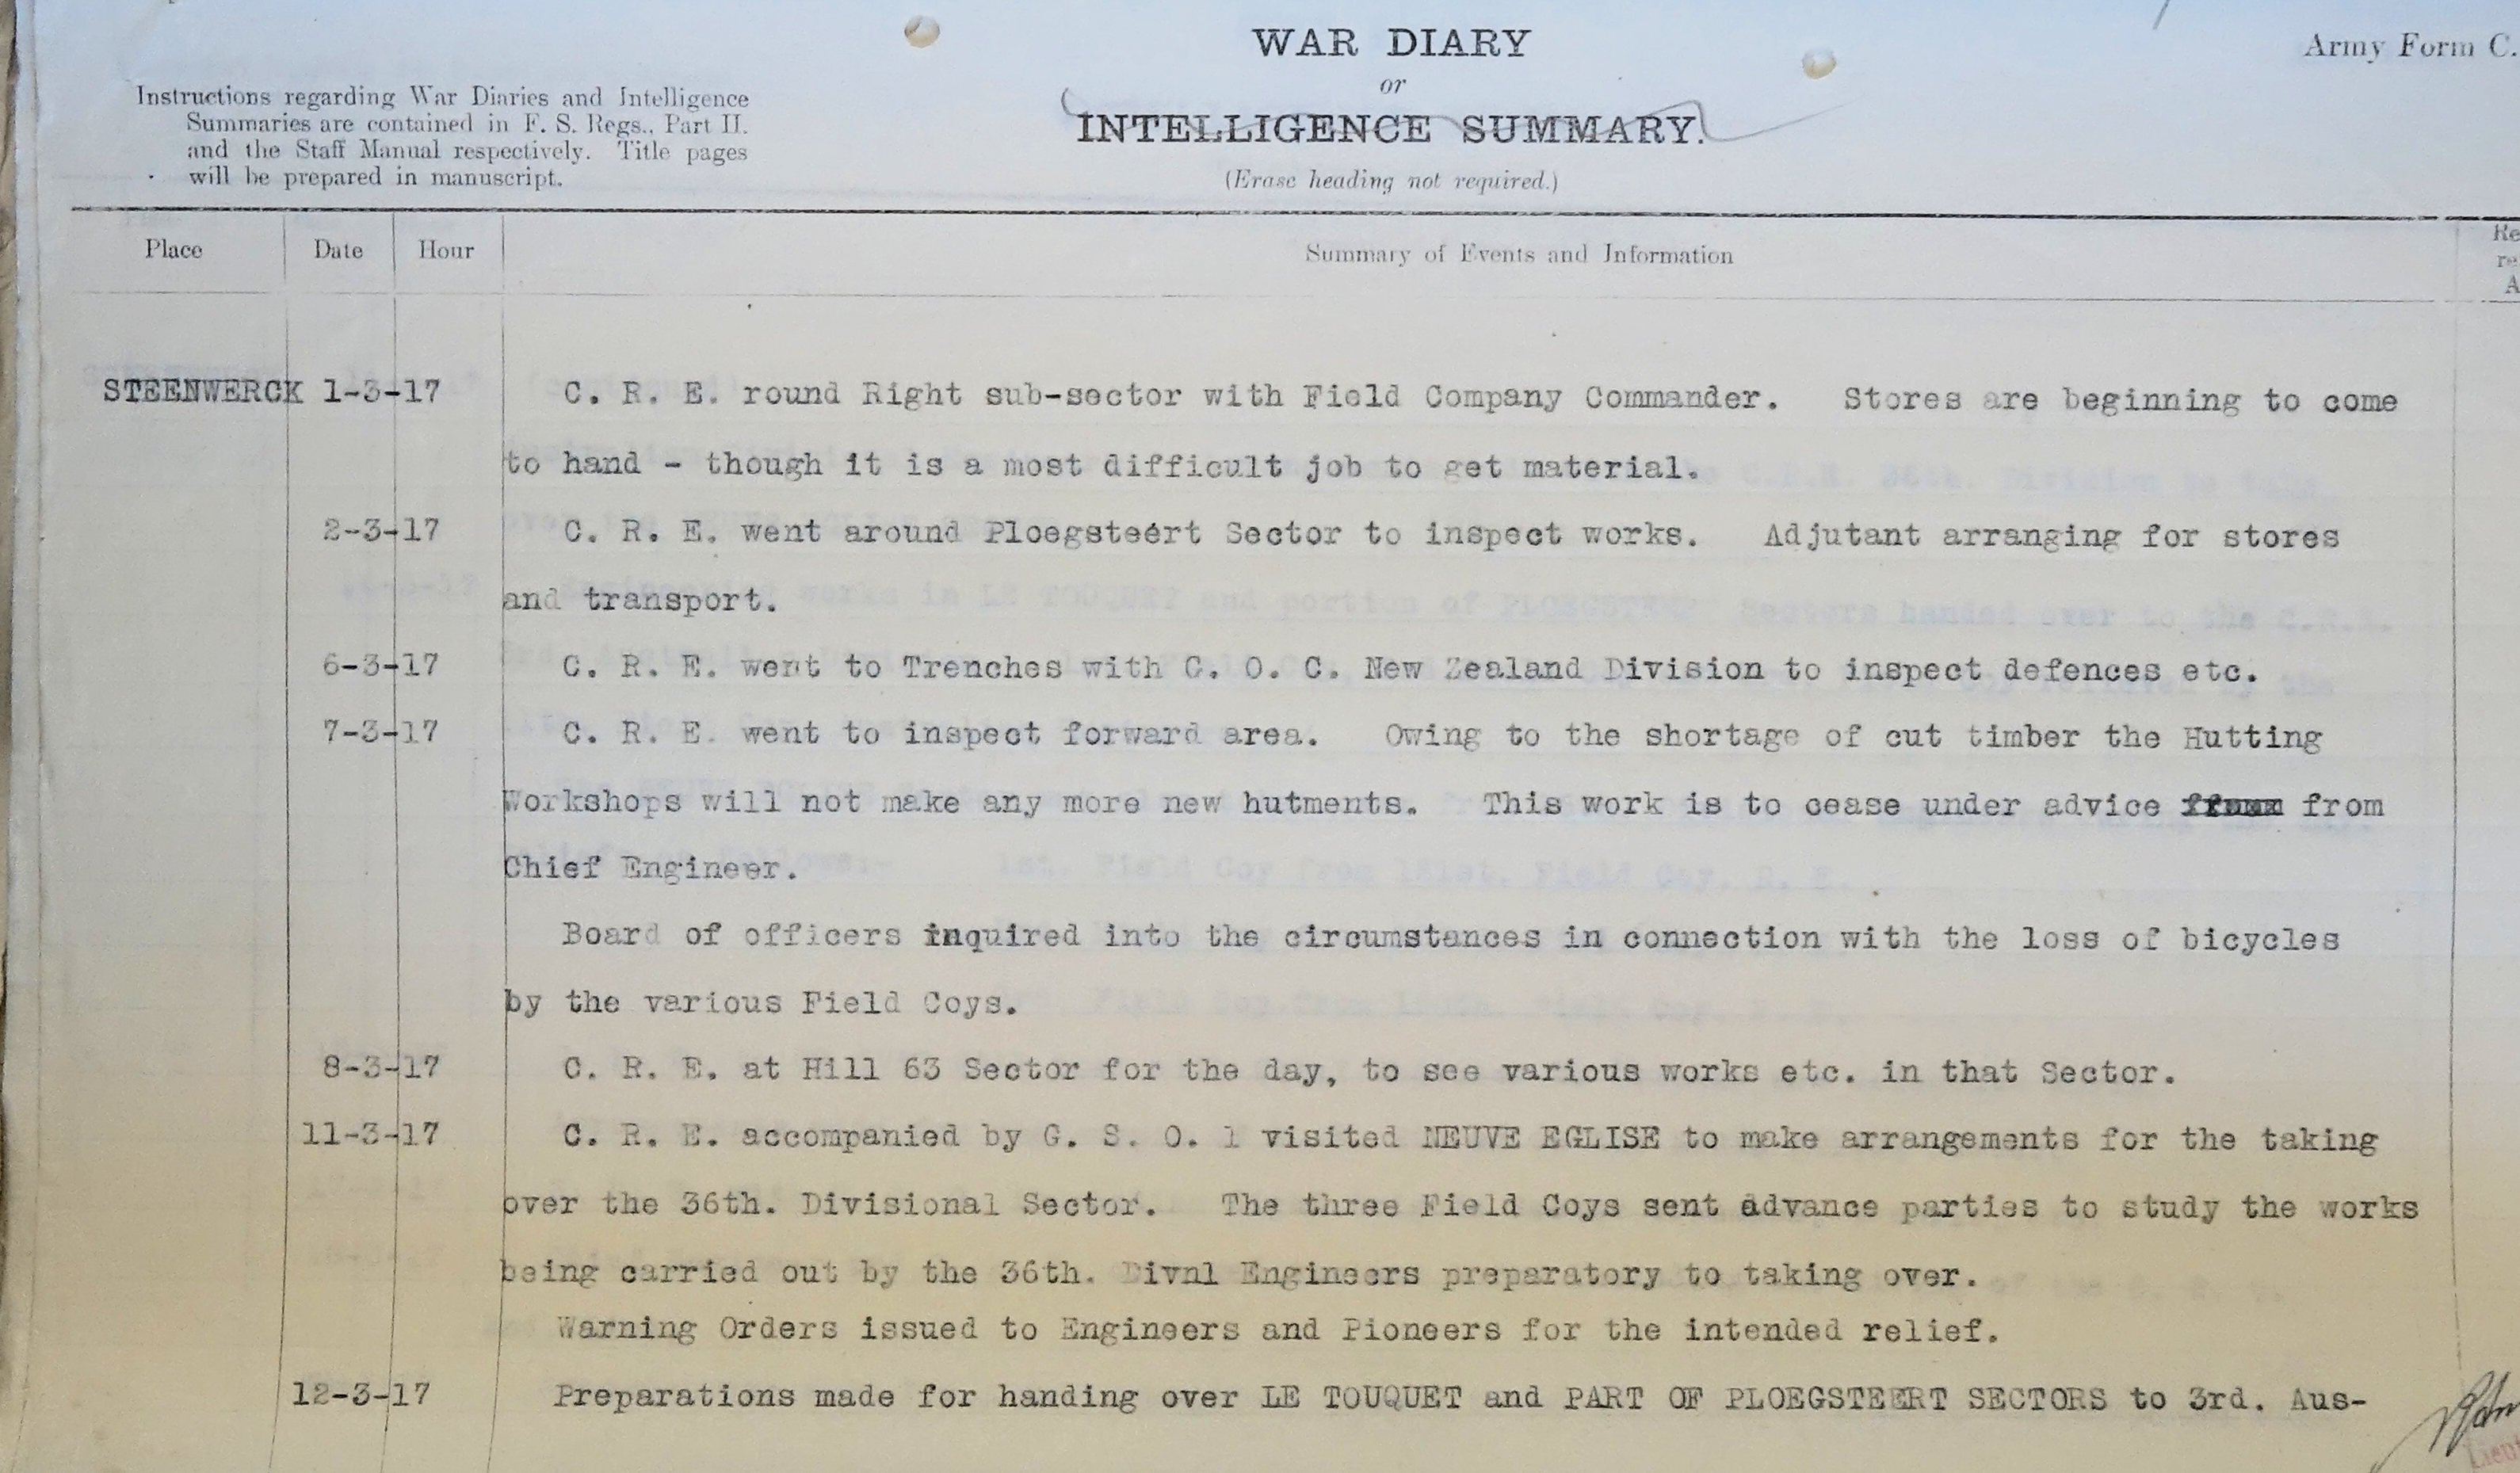 WAR DIARY
or
INTELLIGENCE SUMMARY.
(Erase heading not required.)
Army Form C.
Instructions regarding War Diaries and Intelligence
Summaries are contained in F. S. Regs., Part II.
and the Staff Manual respectively. Title pages
will be prepared in manuscript.
Place Date Hour Summary of Events and Information
STEENWERCK 1-3-17 C. R. E. round Right sub-sector with Field Company Commander. Stores are beginning to come
to hand - though it is a most difficult job to get material.
2-3-17 C. R. E. went around Ploegsteert Sector to inspect works. Adjutant arranging for stores
and transport.
6-3-17 C. R. E. went to Trenches with G. O. C. New Zealand Division to inspect defences etc.
7-3-17 C. R. E. went to inspect forward area. Owing to the shortage of cut timber the Hutting
Workshops will not make any more new hutments. This work is to cease under advice from
Chief Engineer.
Board of officers inquired into the circumstances in connection with the loss of bicycles
by the various Field Coys.
8-3-17 C. R. E. at Hill 63 Sector for the day, to see various works etc. in that Sector.
11-3-17 C. R. E. accompanied by G. S. O. 1 visited NEUVE EGLISE to make arrangements for the taking
over the 36th. Divisional Sector. The three Field Coys sent advance parties to study the works
being carried out by the 36th. Divnl Engineers preparatory to taking over.
Warning Orders issued to Engineers and Pioneers for the intended relief.
12-3-17 Preparations made for handing over LE TOUQUET and PART OF PLOEGSTEERT SECTORS to 3rd. Aus-